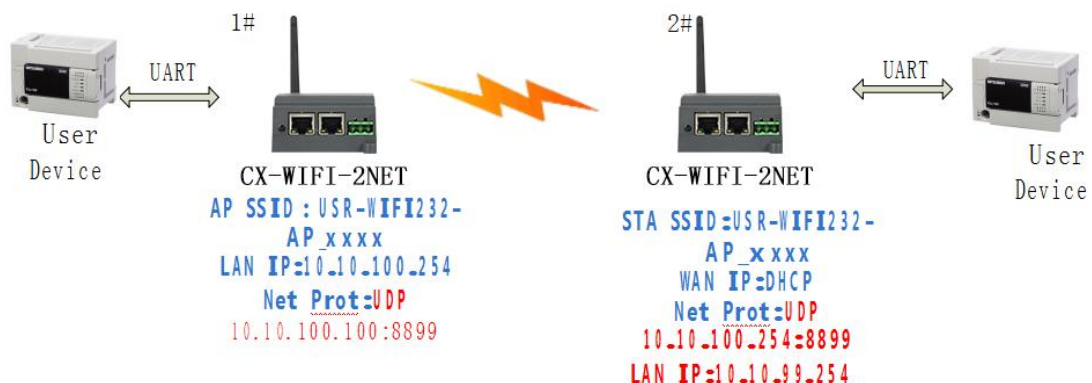 1#
2#
UART
UART
User
Device
User
Device
CX-WIFI-2NET
AP SSID : USR-WIFI232-
AP_xxxx
LAN IP:10.10.100.254
Net Prot:UDP
10.10.100.100:8899
CX-WIFI-2NET
STA SSID:USR-WIFI232-
AP_xxxx
WAN IP:DHCP
Net Prot:UDP
10.10.100.254:8899
LAN IP:10.10.99.254